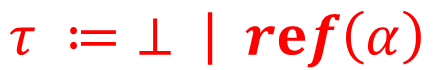 τ ≔ ⊥ | ref(α)